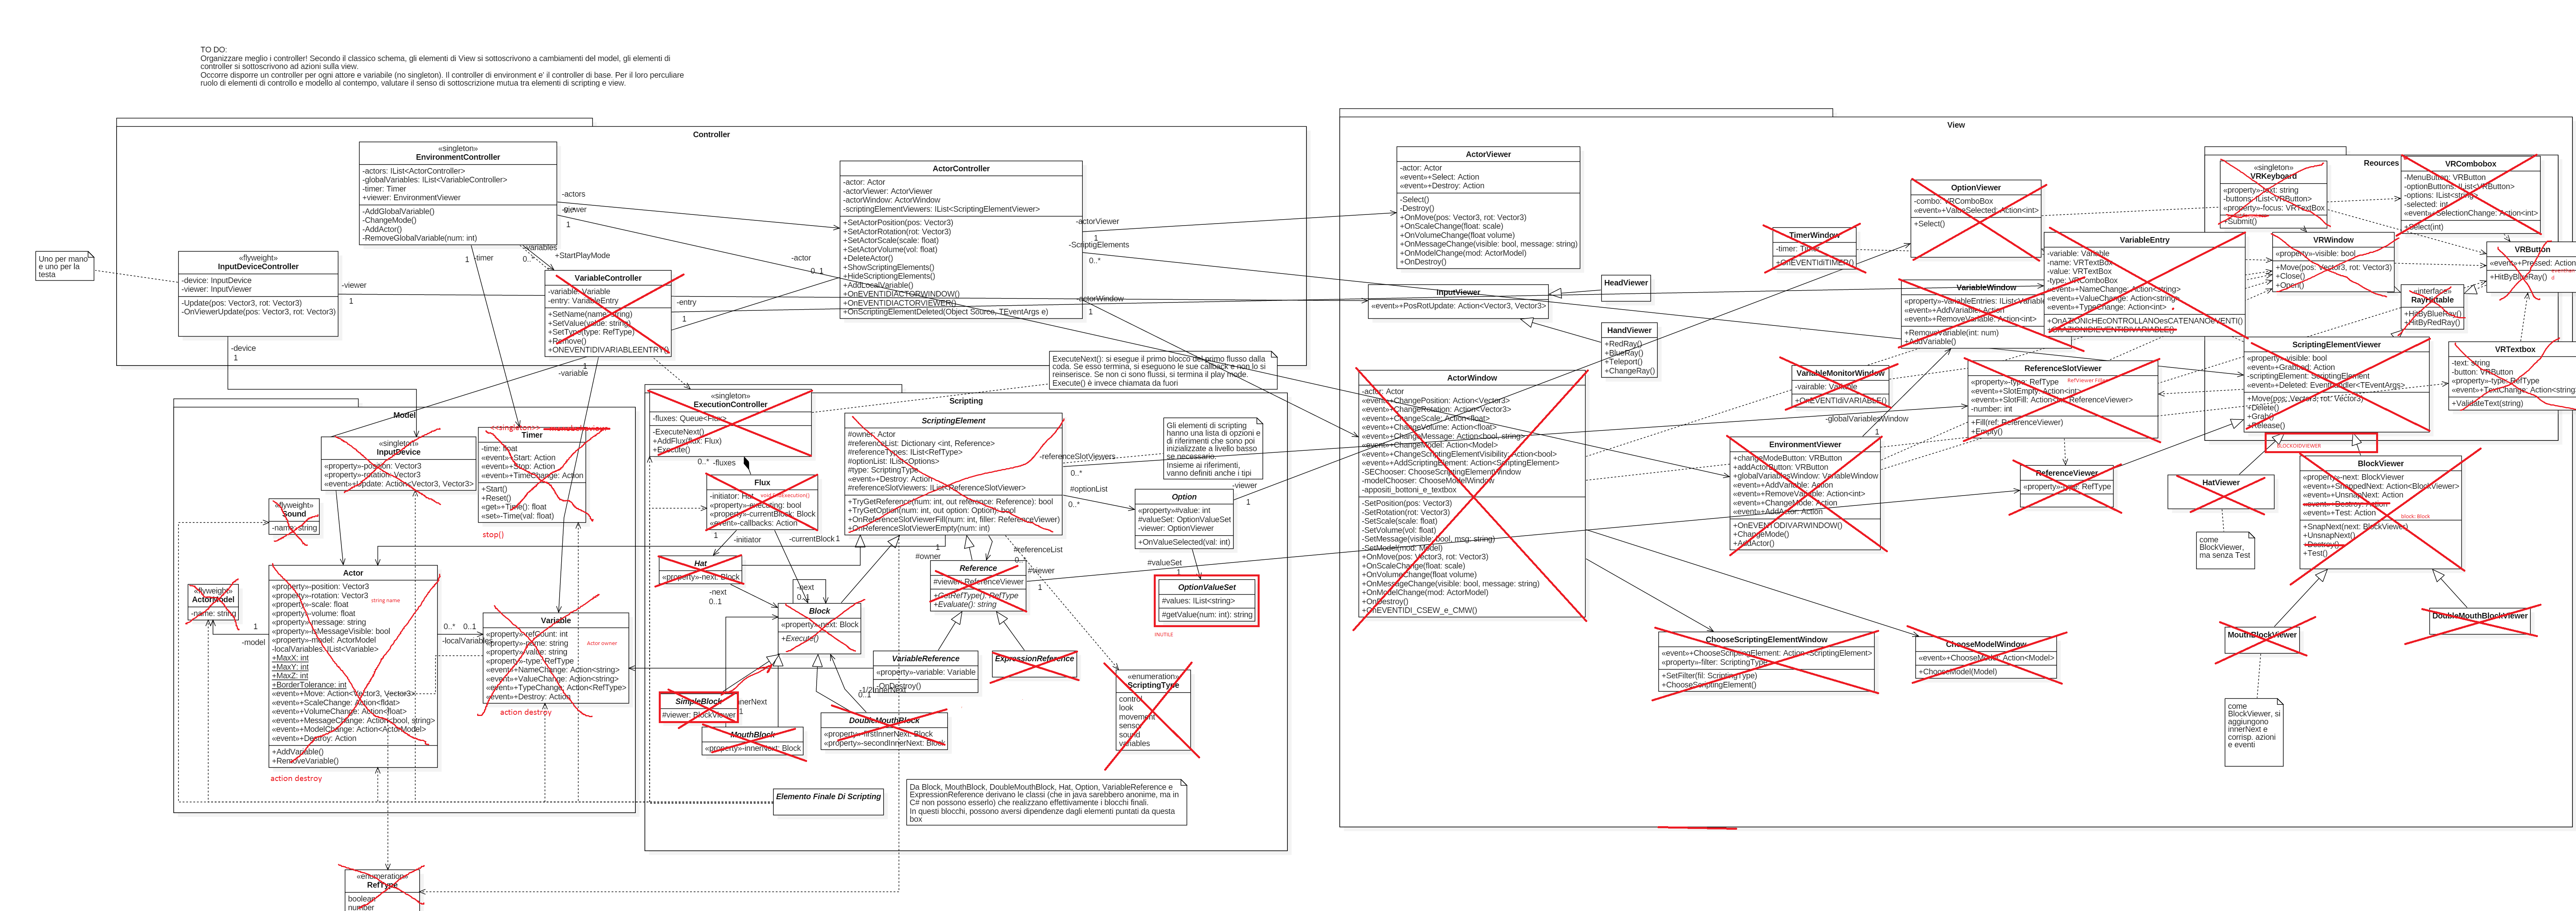 TO DO:
Organizzare meglio i controller! Secondo il classico schema, gli elementi di View si sottoscrivono a cambiamenti del model, gli elementi di
controller si sottoscrivono ad azioni sulla view.
Occorre disporre un controller per ogni attore e variabile (no singleton). Il controller di environment e' il controller di base. Per il loro perculiare
ruolo di elementi di controllo e modello al contempo, valutare il senso di sottoscrizione mutua tra elementi di scripting e view.
Controller
«singleton»
EnvironmentController
-actors: IList<ActorController>
-globalVariables: IList<VariableController>
-timer: Timer
+viewer: EnvironmentViewer
-AddGlobalVariable()
-ChangeMode()
-AddActor()
-RemoveGlobalVariable(num: int)
-actors
1
-variables
0..*
+StartPlayMode
1
-timer
Uno per mano
e uno per la
testa
«flyweight»
InputDeviceController
-device: InputDevice
-viewer: InputViewer
-Update(pos: Vector3, rot: Vector3)
-OnViewerUpdate(pos: Vector3, rot: Vector3)
-viewer
1
-device
1
VariableController
-variable: Variable
-entry: VariableEntry
+SetName(name: string)
+SetValue(value: string)
+SetType(type: RefType)
+Remove()
+ONEVENTIDIVARIABLEENTRY()
-entry
1
1
-variable
ActorController
-actor: Actor
-actorViewer: ActorViewer
-actorWindow: ActorWindow
-scriptingElementViewers: IList<ScriptingElementViewer>
+SetActorPosition(pos: Vector3)
+SetActorRotation(rot: Vector3)
+SetActorScale(scale: float)
+SetActorVolume(vol: float)
+DeleteActor()
+ShowScriptingElements()
+HideScriptiongElements()
+AddLocalVariable()
+OnEVENTIDIACTORWINDOW()
+OnEVENTIDIACTORVIEWER()
+OnScriptingElementDeleted(Object Source, TEventArgs e)
-actor
0..1
-actorViewer
1
-ScriptigElements
0..*
-actorWindow
1
ExecuteNext(): si esegue il primo blocco del primo flusso dalla
coda. Se esso termina, si eseguono le sue callback e non lo si
reinserisce. Se non ci sono flussi, si termina il play mode.
Execute() è invece chiamata da fuori
Model
«singleton»
InputDevice
«property»-position: Vector3
«property»-rotation: Vector3
«event»+Update: Action<Vector3, Vector3>
<<singleton>>
Timer
-time: float
«event»+Start: Action
«event»+Stop: Action
«event»+TimeChange: Action
+Start()
+Reset()
«get»+Time(): float
«set»-Time(val: float)
stop()
«flyweight»
Sound
-name: string
«flyweight»
ActorModel
-name: string
1
-model
Actor
«property»-position: Vector3
«property»-rotation: Vector3
«property»-scale: float
«property»-volume: float
«property»-message: string
«property»-isMessageVisible: bool
«property»-model: ActorModel
-localVariables: IList<Variable>
+MaxX: int
+MaxY: int
+MaxZ: int
+BorderTolerance: int
«event»+Move: Action<Vector3, Vector3>
«event»+ScaleChange: Action<float>
«event»+VolumeChange: Action<float>
«event»+MessageChange: Action<bool, string>
«event»+ModelChange: Action<ActorModel>
«event»+Destroy: Action
+AddVariable()
+RemoveVariable()
string name
action destroy
0..*
0..1
-localVariables
Variable
«property»-refCount: int
«property»-name: string
«property»-value: string
«property»-type: RefType
«event»+NameChange: Action<string>
«event»+ValueChange: Action<string>
«event»+TypeChange: Action<RefType>
«event»+Destroy: Action
Actor owner
action destroy
«enumeration»
RefType
boolean
number
Scripting
«singleton»
ExecutionController
-fluxes: Queue<Flux>
-ExecuteNext()
+AddFlux(flux: Flux)
+Execute()
0..*
-fluxes
Flux
-initiator: Hat
«property»-executing: bool
«property»-currentBlock: Block
«event»-callbacks: Action
1
-initiator
-currentBlock
1
Hat
«property»-next: Block
-next
0..1
-next
0..1
Block
«property»-next: Block
+Execute()
SimpleBlock
#viewer: BlockViewer
1
MouthBlock
«property»-innerNext: Block
DoubleMouthBlock
«property»-firstInnerNext: Block
«property»-secondInnerNext: Block
-1/2InnerNext
0..1
ScriptingElement
#owner: Actor
#referenceList: Dictionary <int, Reference>
#referenceTypes: IList<RefType>
#optionList: IList<Options>
#type: ScriptingType
«event»+Destroy: Action
#referenceSlotViewers: IList<ReferenceSlotViewer>
+TryGetReference(num: int, out reference: Reference): bool
+TryGetOption(num: int, out option: Option): bool
+OnReferenceSlotViewerFill(num: int, filler: ReferenceViewer)
+OnReferenceSlotViewerEmpty(num: int)
-referenceSlotViewers
0..*
#optionList
0..*
1
#owner
#referenceList
Reference
#viewer: ReferenceViewer
+GetRefType(): RefType
+Evaluate(): string
#viewer
1
VariableReference
«property»-variable: Variable
-OnDestroy()
ExpressionReference
«enumeration»
ScriptingType
control
look
movement
sensor
sound
variables
Gli elementi di scripting
hanno una lista di opzioni e
di riferimenti che sono poi
inizializzate a livello basso
se necessario.
Insieme ai riferimenti,
vanno definiti anche i tipi
Option
«property»#value: int
#valueSet: OptionValueSet
-viewer: OptionViewer
+OnValueSelected(val: int)
-viewer
1
#valueSet
1
OptionValueSet
#values: IList<string>
#getValue(num: int): string
INUTILE
Elemento Finale Di Scripting
Da Block, MouthBlock, DoubleMouthBlock, Hat, Option, VariableReference e
ExpressionReference derivano le classi (che in java sarebbero anonime, ma in
C# non possono esserlo) che realizzano effettivamente i blocchi finali.
In questi blocchi, possono aversi dipendenze dagli elementi puntati da questa
box
View
ActorViewer
-actor: Actor
«event»+Select: Action
«event»+Destroy: Action
-Select()
-Destroy()
+OnMove(pos: Vector3, rot: Vector3)
+OnScaleChange(float: scale)
+OnVolumeChange(float volume)
+OnMessageChange(visible: bool, message: string)
+OnModelChange(mod: ActorModel)
+OnDestroy()
InputViewer
«event»+PosRotUpdate: Action<Vector3, Vector3>
HeadViewer
HandViewer
+RedRay()
+BlueRay()
+Teleport()
+ChangeRay()
ActorWindow
-actor: Actor
«event»+ChangePosition: Action<Vector3>
«event»+ChangeRotation: Action<Vector3>
«event»+ChangeScale: Action<float>
«event»+ChangeVolume: Action<float>
«event»+ChangeMessage: Action<bool, string>
«event»+ChangeModel: Action<Model>
«event»+ChangeScriptingElementVisibility: Action<bool>
«event»+AddScriptingElement: Action<ScriptingElement>
-SEChooser: ChooseScriptingElementWindow
-modelChooser: ChooseModelWindow
-appositi_bottoni_e_textbox
-SetPosition(pos: Vector3)
-SetRotation(rot: Vector3)
-SetScale(scale: float)
-SetVolume(vol: float)
-SetMessage(visible: bool, msg: string)
-SetModel(mod: Model)
+OnMove(pos: Vector3, rot: Vector3)
+OnScaleChange(float: scale)
+OnVolumeChange(float volume)
+OnMessageChange(visible: bool, message: string)
+OnModelChange(mod: ActorModel)
+OnDestroy()
+OnEVENTIDI_CSEW_e_CMW()
TimerWindow
-timer: Timer
+OnEVENTIdiTIMER()
OptionViewer
-combo: VRComboBox
«event»+ValueSelected: Action<int>
+Select()
VariableWindow
«property»-variableEntries: IList<Variable
«event»+AddVariable: Action
«event»+RemoveVariable: Action<int>
+RemoveVariable(int: num)
+AddVariable()
VariableEntry
-variable: Variable
-name: VRTextBox
-value: VRTextBox
-type: VRComboBox
«event»+NameChange: Action<string>
«event»+ValueChange: Action<string>
«event»+TypeChange: Action<int>
+OnAZIONIcHEcONTROLLANOesCATENANOeVENTI()
VariableMonitorWindow
-vairable: Variable
+OnEVENTIdiVARIABLE()
-globalVariablesWindow
1
EnvironmentViewer
-changeModeButton: VRButton
-addActorButton: VRButton
+globalVariablesWindow: VariableWindow
«event»+AddVariable: Action
«event»+RemoveVariable: Action<int>
«event»+ChangeMode: Action
«event»+AddActor: Action
+OnEVENTODIVARWINDOW()
+ChangeMode()
+AddActor()
ReferenceSlotViewer
«property»-type: RefType
«event»+SlotEmpty: Action<int>
«event»+SlotFill: Action<int, ReferenceViewer>
-number: int
+Fill(ref: ReferenceViewer)
+Empty()
ReferenceViewer
«property»-type: RefType
ChooseScriptingElementWindow
«event»+ChooseScriptingElement: Action<ScriptingElement>
«property»-filter: ScriptingType
+SetFilter(fil: ScriptingType)
+ChooseScriptingElement()
ChooseModelWindow
«event»+ChooseModel: Action<Model>
+ChooseModel(Model)
Reources
«singleton»
VRKeyboard
«property»-text: string
-buttons: IList<VRButton>
«property»-focus: VRTextBox
+Submit()
VRCombobox
-MenuButton: VRButton
-optionButtons: IList<VRButton>
-options: IList<string>
-selected: int
«event»+SelectionChange: Action<int>
+Select(int)
VRWindow
«property»-visible: bool
+Move(pos: Vector3, rot: Vector3)
+Close()
+Open()
VRButton
«event»+Pressed: Action
+HitByBlueRay()
«interface»
RayHittable
+HitByBlueRay()
+HitByRedRay()
ScriptingElementViewer
«property»-visible: bool
«event»+Grabbed: Action
-scriptingElement: ScriptingElement
«event»+Deleted: EventHandler<TEventArgs>
+Move(pos: Vector3, rot: Vector3)
+Delete()
+Grab()
+Release()
VRTextbox
-text: string
-button: VRButton
«property»-type: RefType
«event»+TextChange: Action<string
+ValidateText(string)
BLOCKOIDVIEWER
HatViewer
come
BlockViewer,
ma senza Test
BlockViewer
«property»-next: BlockViewer
«event»+SnappedNext: Action<BlockViewer>
«event»+UnsnapNext: Action
«event»+Destroy: Action
«event»+Test: Action
+SnapNext(next: BlockViewer)
+UnsnapNext()
+Destroy()
+Test()
block: Block
MouthBlockViewer
DoubleMouthBlockViewer
come
BlockViewer, si
aggiungono
innerNext e
corrisp. azioni
e eventi